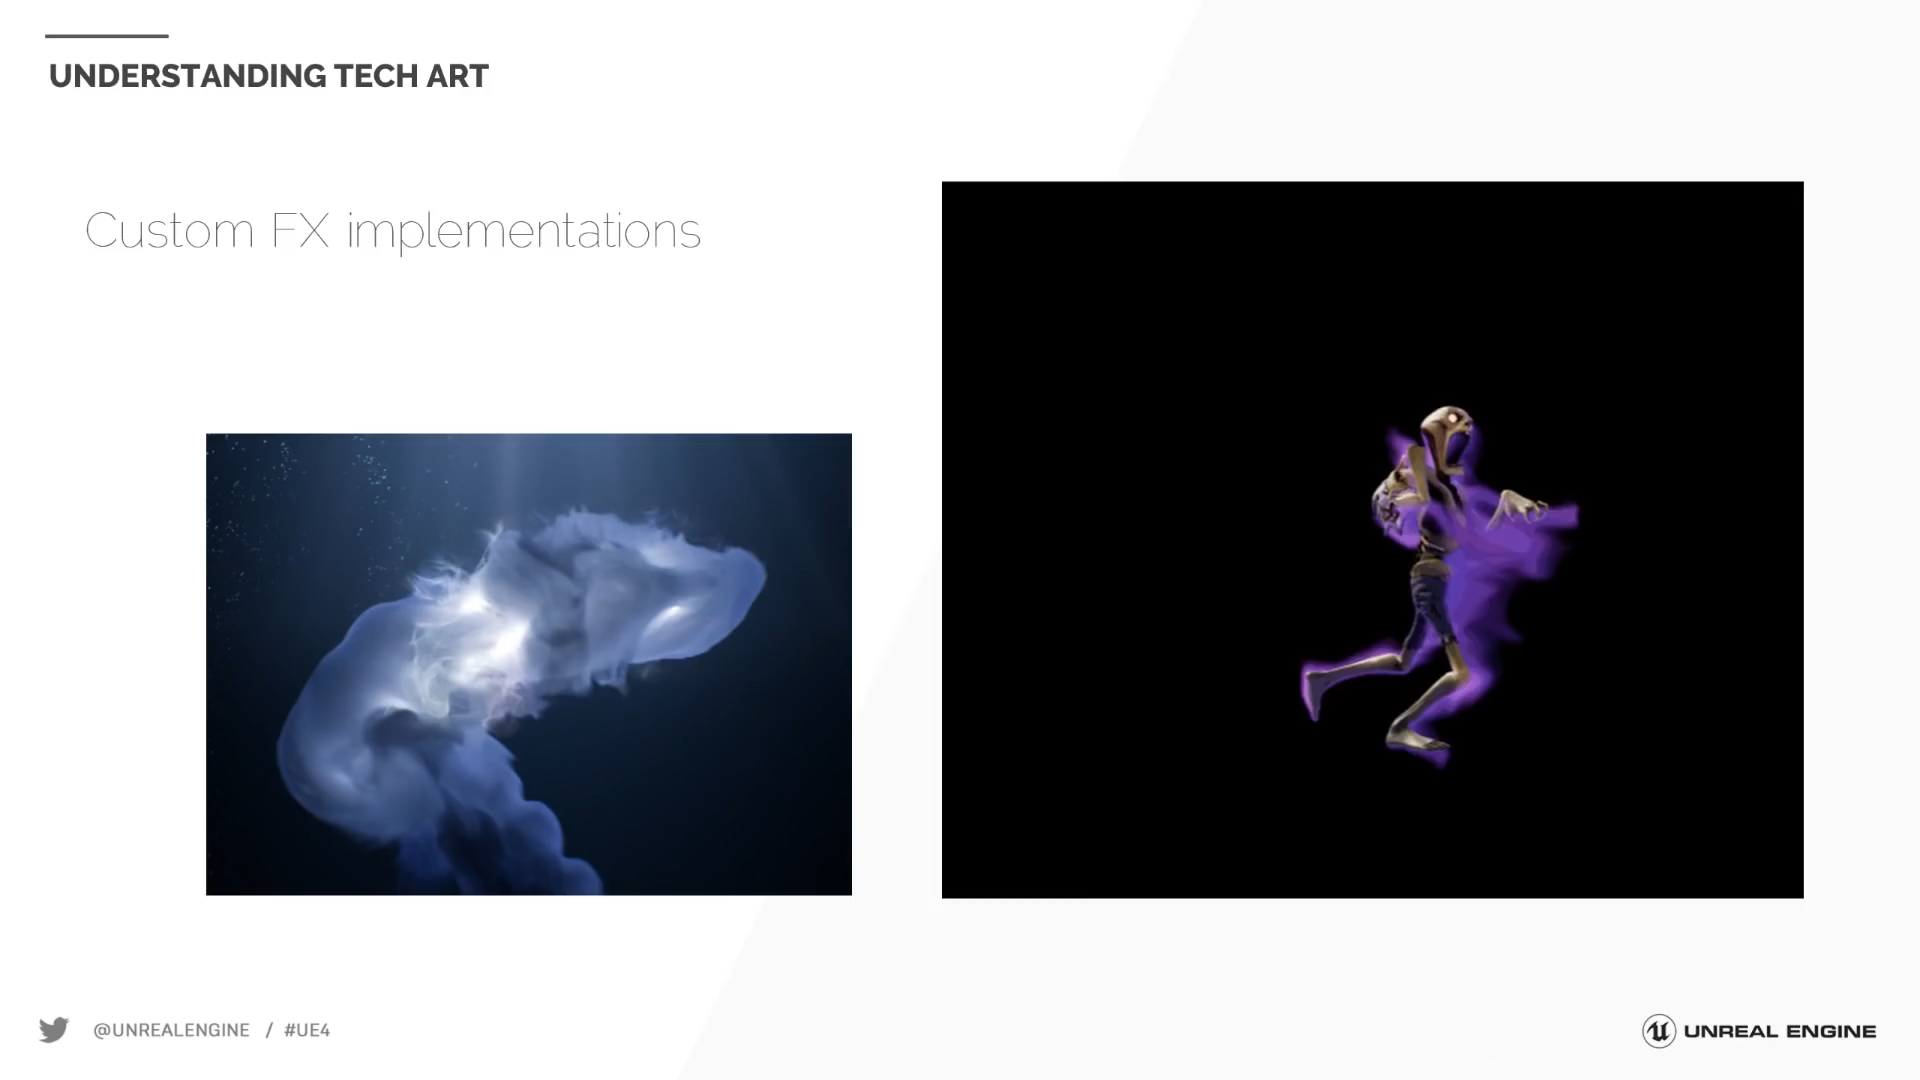 UNDERSTANDING TECH ART
Custom FX implementations
@UNREALENGINE / #UE4
UNREAL ENGINE